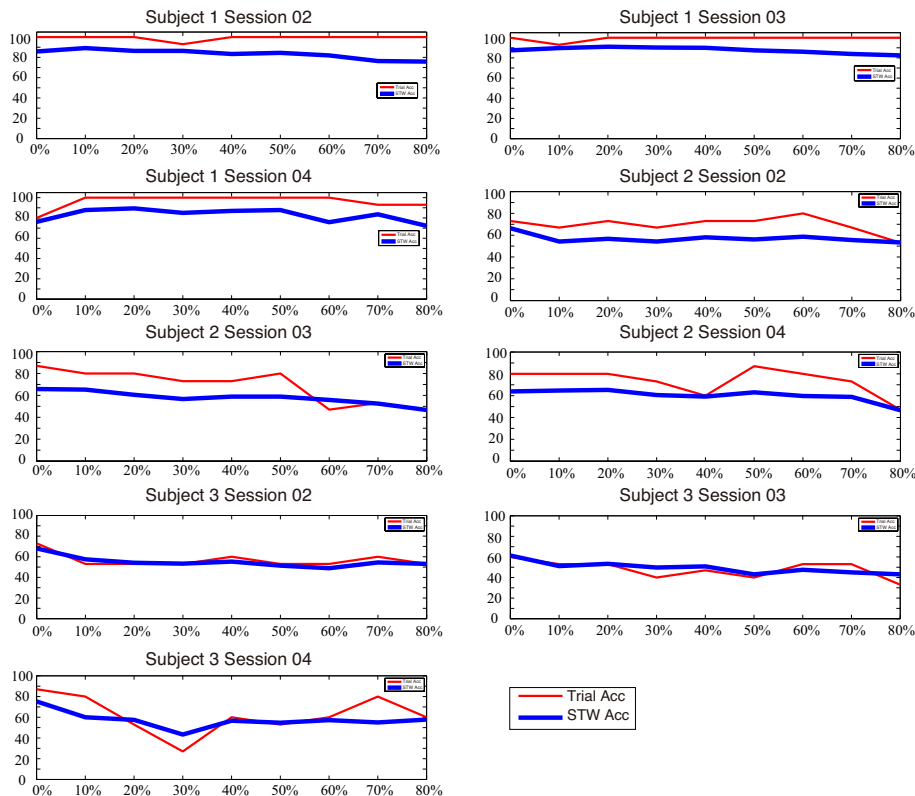 Subject 1 Session 02
100
80
60
40
20
0
Trial Acc
STW Acc
0% 10% 20% 30% 40% 50% 60% 70% 80%
Subject 1 Session 03
100
80
60
40
20
0
Trial Acc
STW Acc
0% 10% 20% 30% 40% 50% 60% 70% 80%
Subject 1 Session 04
100
80
60
40
20
0
Trial Acc
STW Acc
0% 10% 20% 30% 40% 50% 60% 70% 80%
Subject 2 Session 02
100
80
60
40
20
0
Trial Acc
STW Acc
0% 10% 20% 30% 40% 50% 60% 70% 80%
Subject 2 Session 03
100
80
60
40
20
0
Trial Acc
STW Acc
0% 10% 20% 30% 40% 50% 60% 70% 80%
Subject 2 Session 04
100
80
60
40
20
0
Trial Acc
STW Acc
0% 10% 20% 30% 40% 50% 60% 70% 80%
Subject 3 Session 02
100
80
60
40
20
0
Trial Acc
STW Acc
0% 10% 20% 30% 40% 50% 60% 70% 80%
Subject 3 Session 03
100
80
60
40
20
0
Trial Acc
STW Acc
0% 10% 20% 30% 40% 50% 60% 70% 80%
Subject 3 Session 04
100
80
60
40
20
0
Trial Acc
STW Acc
0% 10% 20% 30% 40% 50% 60% 70% 80%
Trial Acc
STW Acc